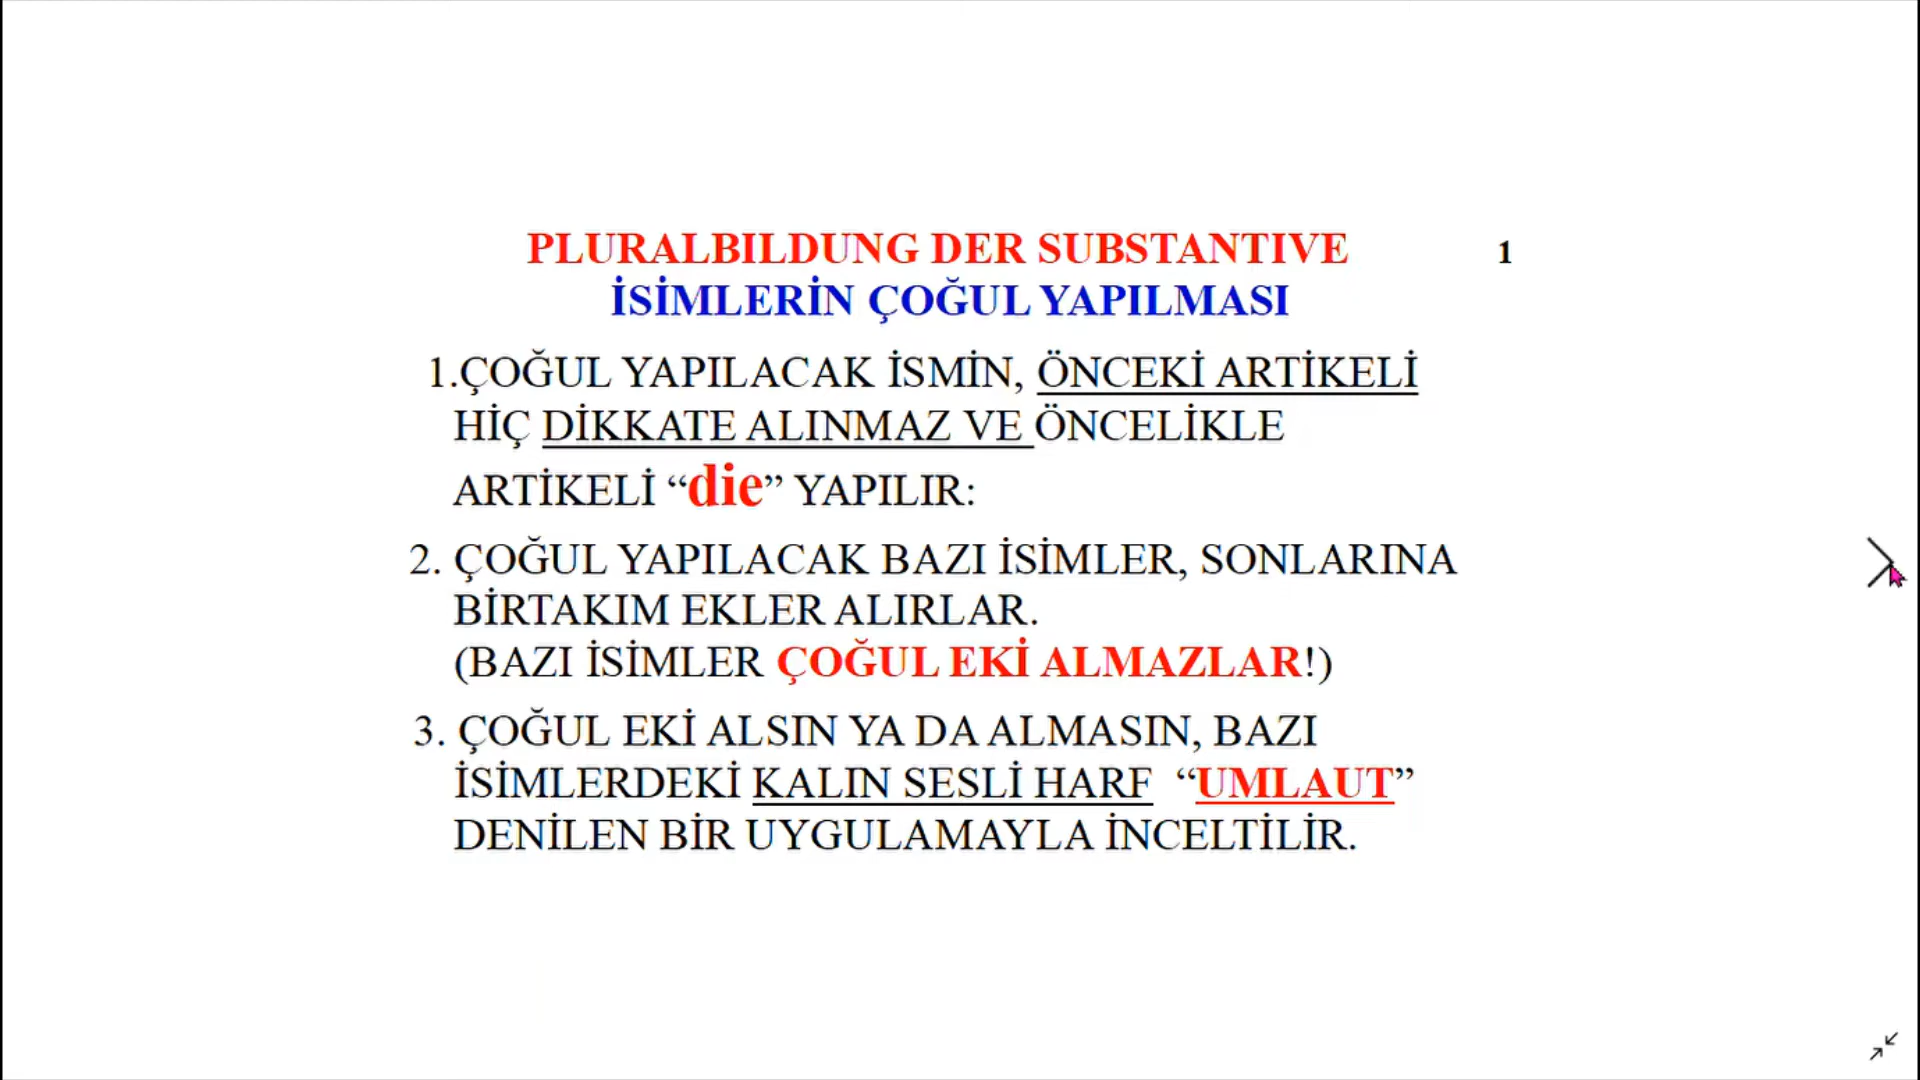 PLURALBILDUNG DER SUBSTANTIVE 1
İSİMLERİN ÇOĞUL YAPILMASI
1.ÇOĞUL YAPILACAK İSMİN, ÖNCEKİ ARTİKELİ
HİÇ DİKKATE ALINMAZ VE ÖNCELİKLE
ARTİKELİ “die” YAPILIR:
2. ÇOĞUL YAPILACAK BAZI İSİMLER, SONLARINA
BİRTAKIM EKLER ALIRLAR.
(BAZI İSİMLER ÇOĞUL EKİ ALMAZLAR!)
3. ÇOĞUL EKİ ALSIN YA DA ALMASIN, BAZI
İSİMLERDEKİ KALIN SESLİ HARF “UMLAUT”
DENİLEN BİR UYGULAMAYLA İNCELTİLİR.